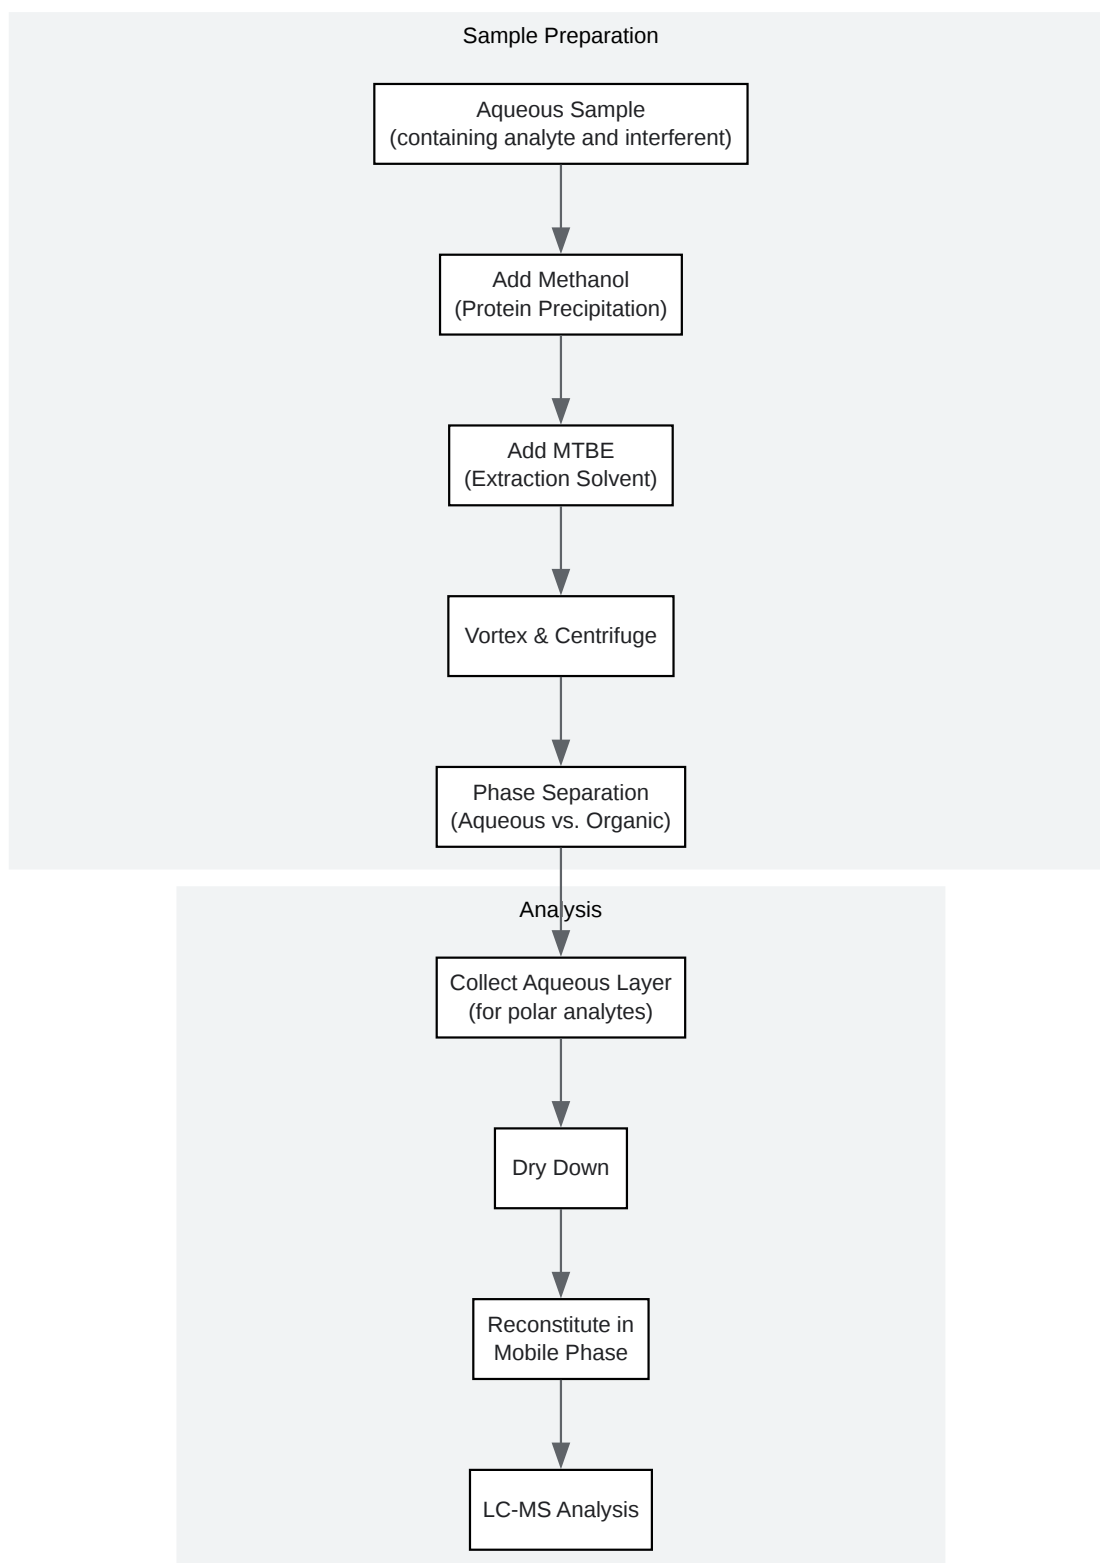 Sample Preparation
Aqueous Sample
(containing analyte and interferent)
Add Methanol
(Protein Precipitation)
Add MTBE
(Extraction Solvent)
Vortex & Centrifuge
Phase Separation
(Aqueous vs. Organic)
Analysis
Collect Aqueous Layer
(for polar analytes)
Dry Down
Reconstitute in
Mobile Phase
LC-MS Analysis